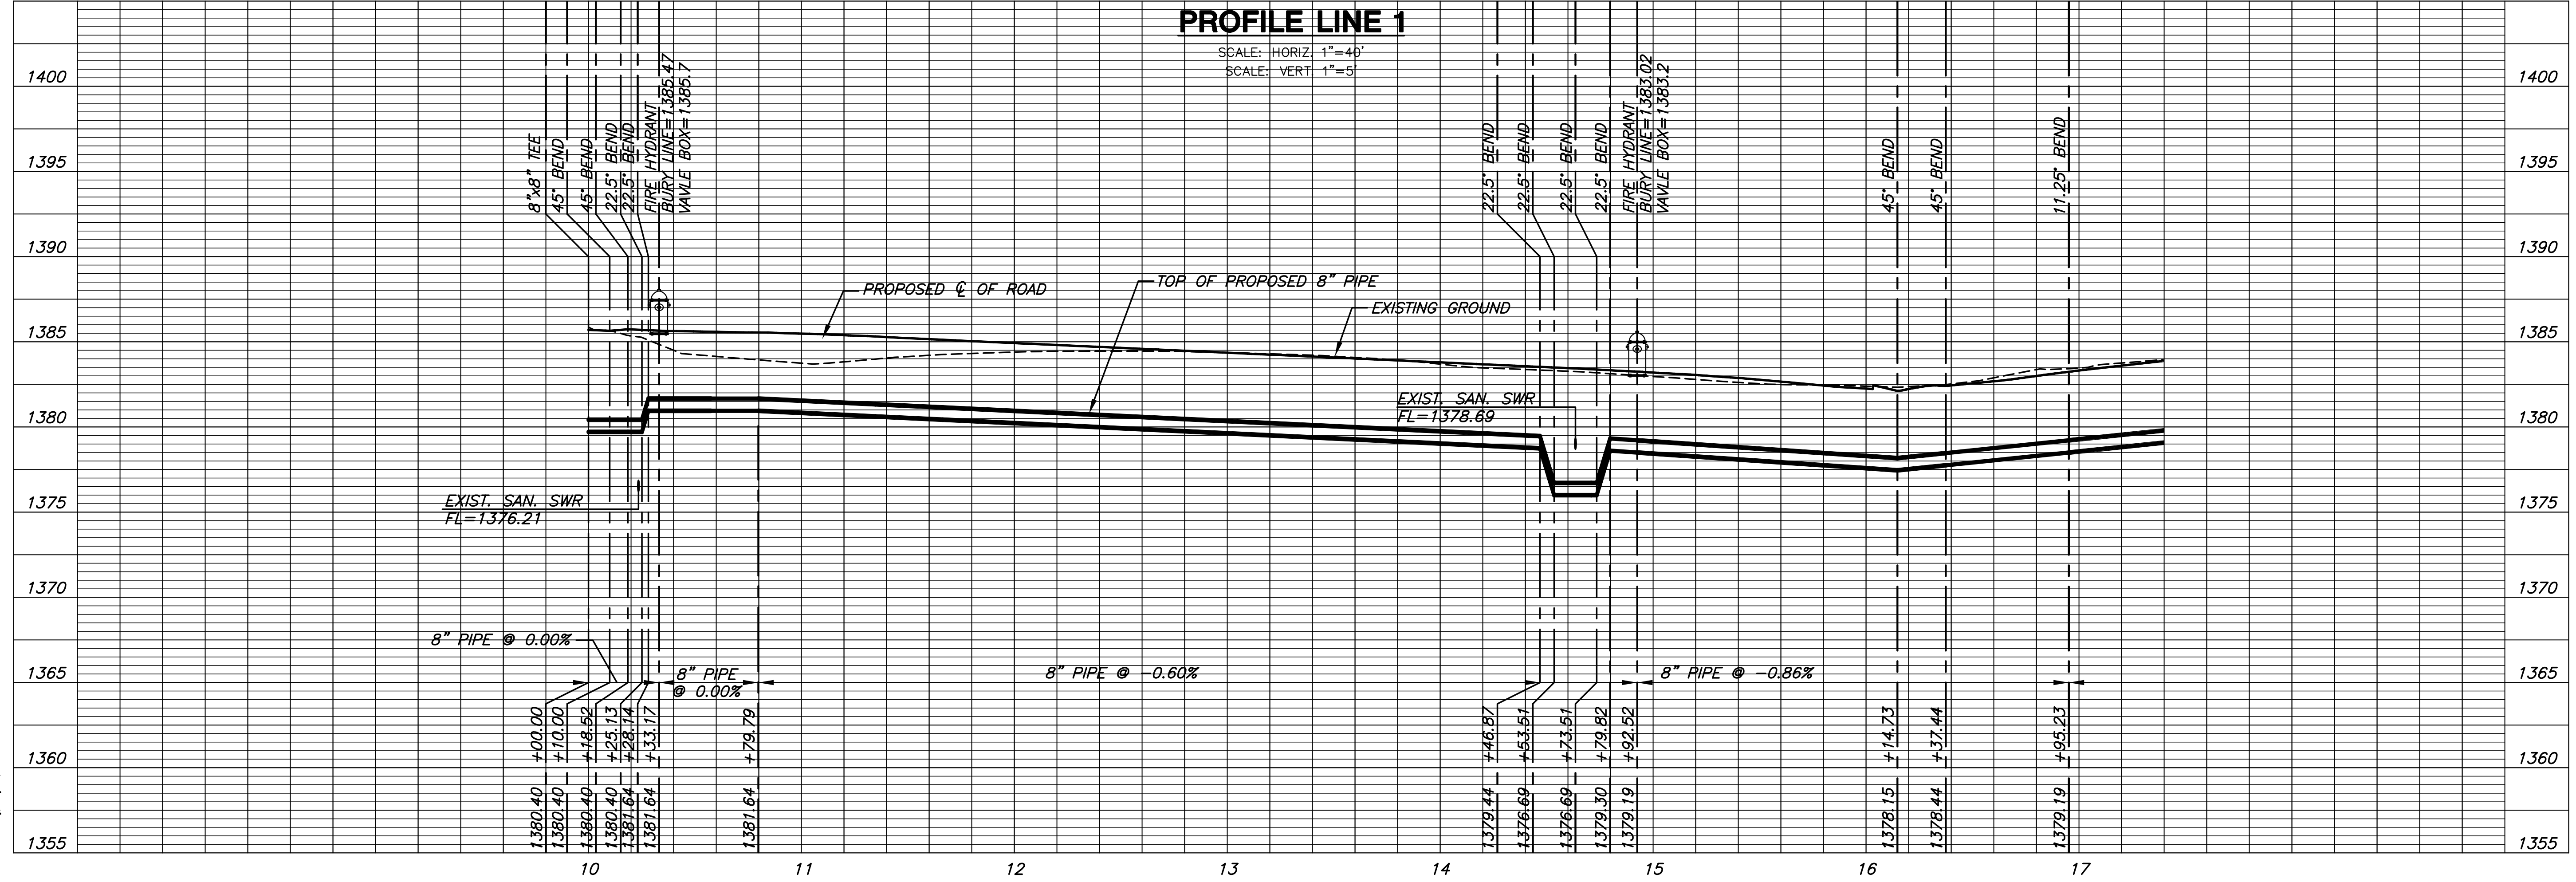 PROFILE LINE 1
SCALE: HORIZ. 1"=40'
SCALE: VERT. 1"=5'
1400
1400
1395
1395
1390
1390
1385
1385
1380
1380
1375
1375
1370
1370
1365
1365
1360
1360
1355
1355
8"x8" TEE
45° BEND
45° BEND
22.5° BEND
22.5° BEND
FIRE HYDRANT
BURY LINE=1385.47
VAVLE BOX=1385.7
22.5° BEND
22.5° BEND
22.5° BEND
22.5° BEND
FIRE HYDRANT
BURY LINE=1383.02
VAVLE BOX=1383.2
45° BEND
45° BEND
11.25° BEND
PROPOSED ℄ OF ROAD
TOP OF PROPOSED 8" PIPE
EXISTING GROUND
EXIST. SAN. SWR
FL=1378.69
EXIST. SAN. SWR
FL=1376.21
8" PIPE @ 0.00%
8" PIPE
@ 0.00%
8" PIPE @ -0.60%
8" PIPE @ -0.86%
+00.00
+10.00
+18.52
+25.13
+28.14
+33.17
+79.79
+46.87
+53.51
+73.51
+79.82
+92.52
+14.73
+37.44
+95.23
1380.40
1380.40
1380.40
1380.40
1381.64
1381.64
1381.64
1379.44
1376.69
1376.69
1379.30
1379.19
1378.15
1378.44
1379.19
10
11
12
13
14
15
16
17